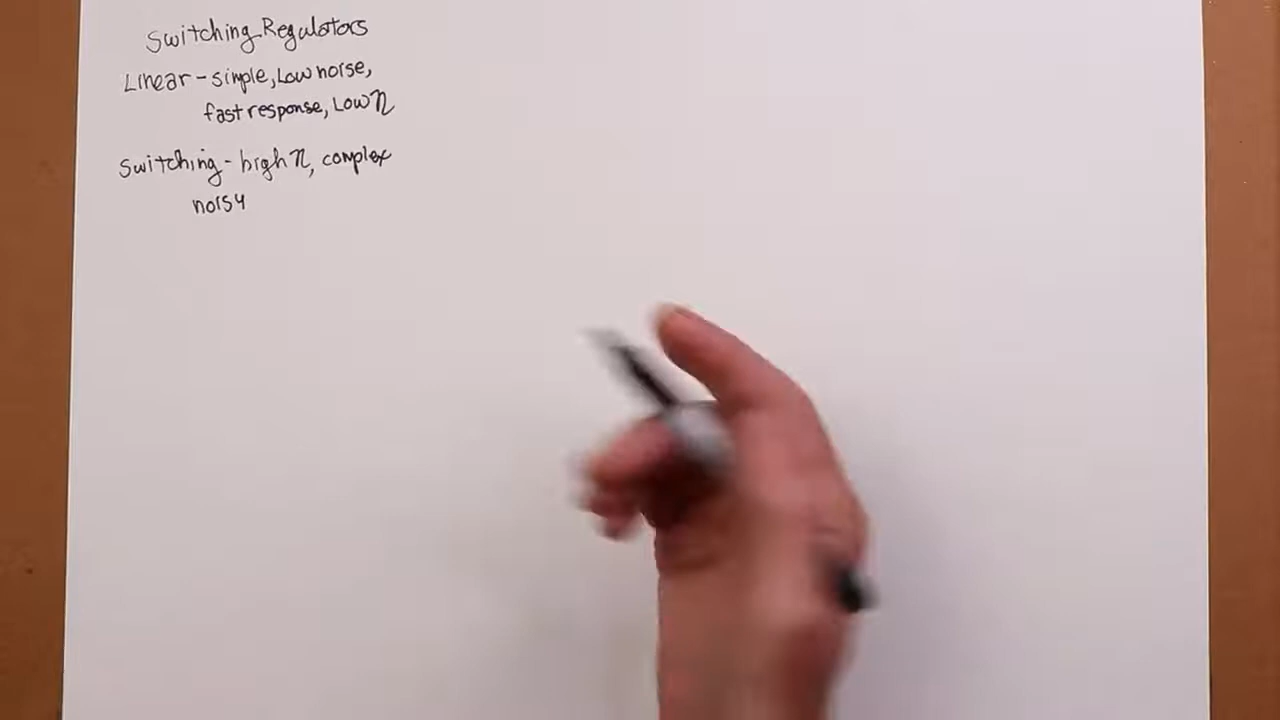 Switching Regulators
Linear - simple, Low noise,
fast response, Low η
Switching - high η, complex
noisy